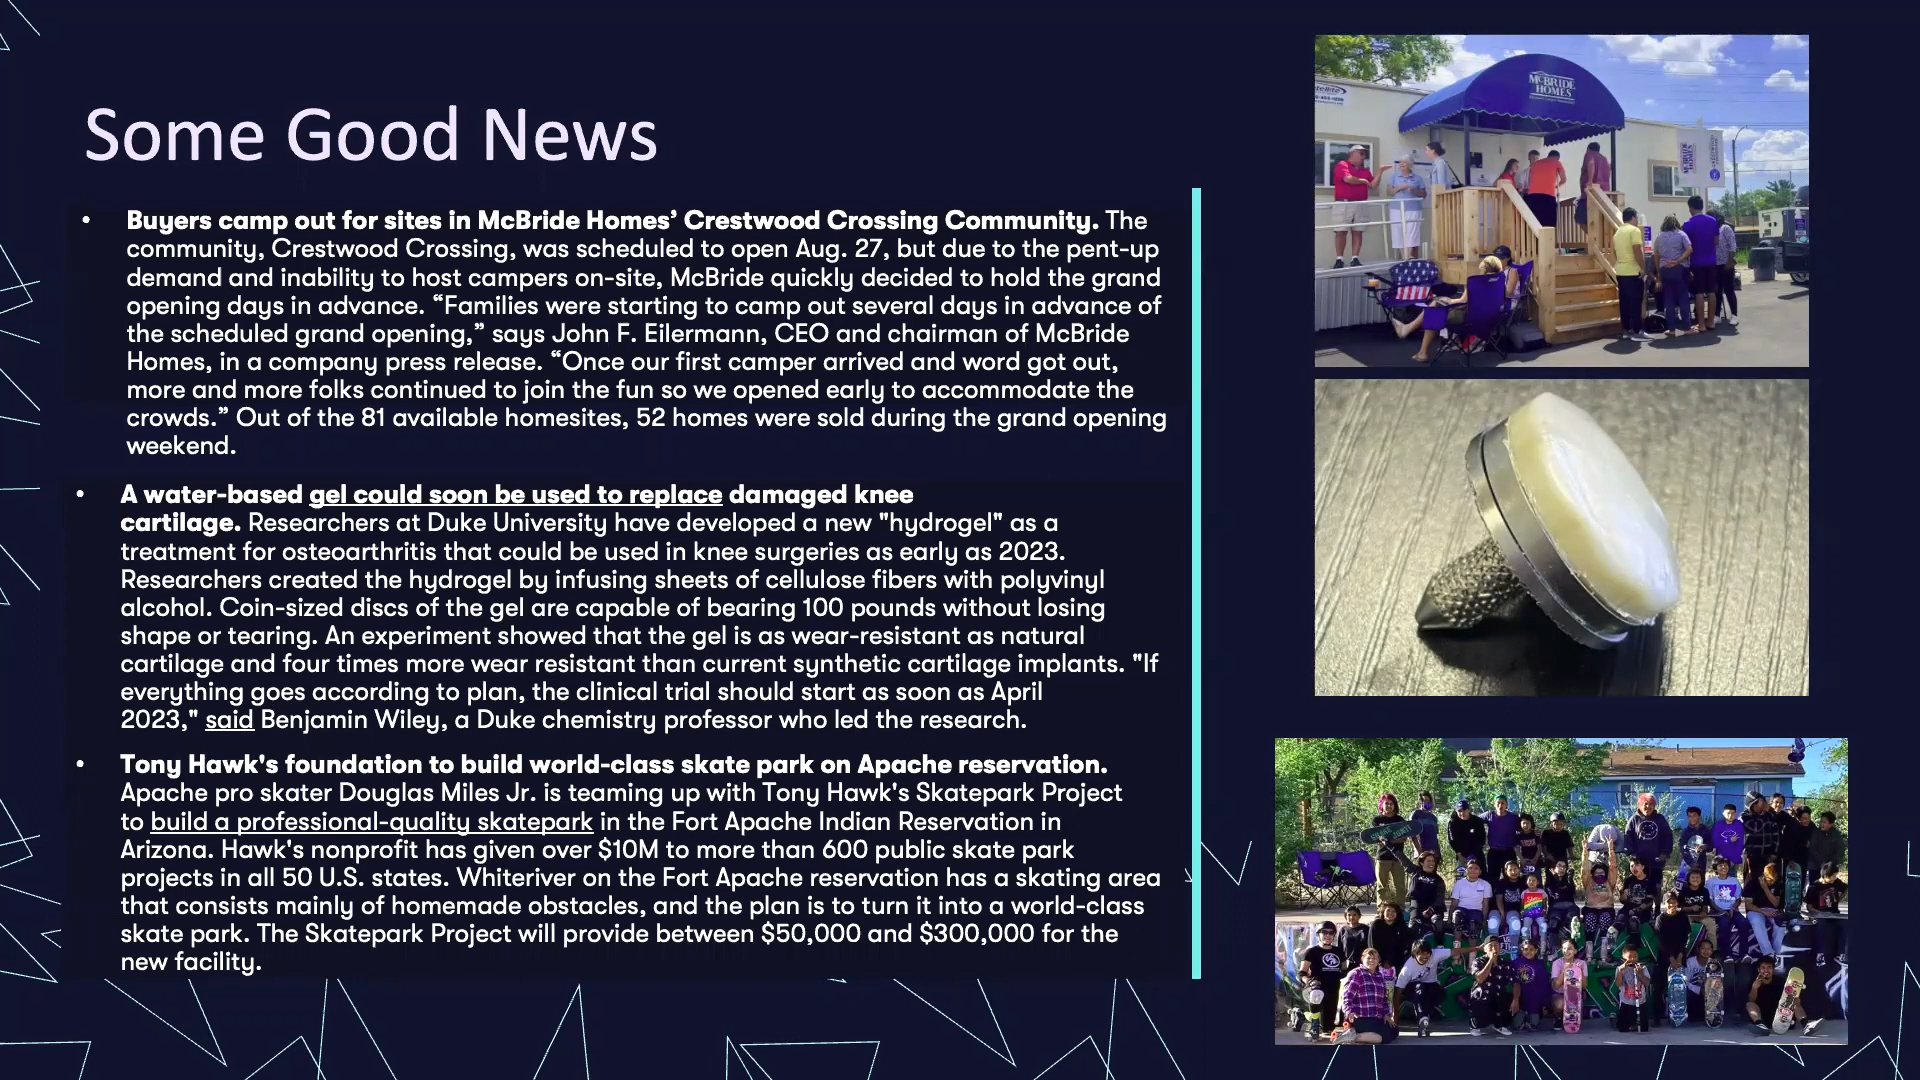 Some Good News
• Buyers camp out for sites in McBride Homes’ Crestwood Crossing Community. The
community, Crestwood Crossing, was scheduled to open Aug. 27, but due to the pent-up
demand and inability to host campers on-site, McBride quickly decided to hold the grand
opening days in advance. “Families were starting to camp out several days in advance of
the scheduled grand opening,” says John F. Eilermann, CEO and chairman of McBride
Homes, in a company press release. “Once our first camper arrived and word got out,
more and more folks continued to join the fun so we opened early to accommodate the
crowds.” Out of the 81 available homesites, 52 homes were sold during the grand opening
weekend.
• A water-based gel could soon be used to replace damaged knee
cartilage. Researchers at Duke University have developed a new "hydrogel" as a
treatment for osteoarthritis that could be used in knee surgeries as early as 2023.
Researchers created the hydrogel by infusing sheets of cellulose fibers with polyvinyl
alcohol. Coin-sized discs of the gel are capable of bearing 100 pounds without losing
shape or tearing. An experiment showed that the gel is as wear-resistant as natural
cartilage and four times more wear resistant than current synthetic cartilage implants. "If
everything goes according to plan, the clinical trial should start as soon as April
2023," said Benjamin Wiley, a Duke chemistry professor who led the research.
• Tony Hawk's foundation to build world-class skate park on Apache reservation.
Apache pro skater Douglas Miles Jr. is teaming up with Tony Hawk's Skatepark Project
to build a professional-quality skatepark in the Fort Apache Indian Reservation in
Arizona. Hawk's nonprofit has given over $10M to more than 600 public skate park
projects in all 50 U.S. states. Whiteriver on the Fort Apache reservation has a skating area
that consists mainly of homemade obstacles, and the plan is to turn it into a world-class
skate park. The Skatepark Project will provide between $50,000 and $300,000 for the
new facility.
McBRIDE
HOMES